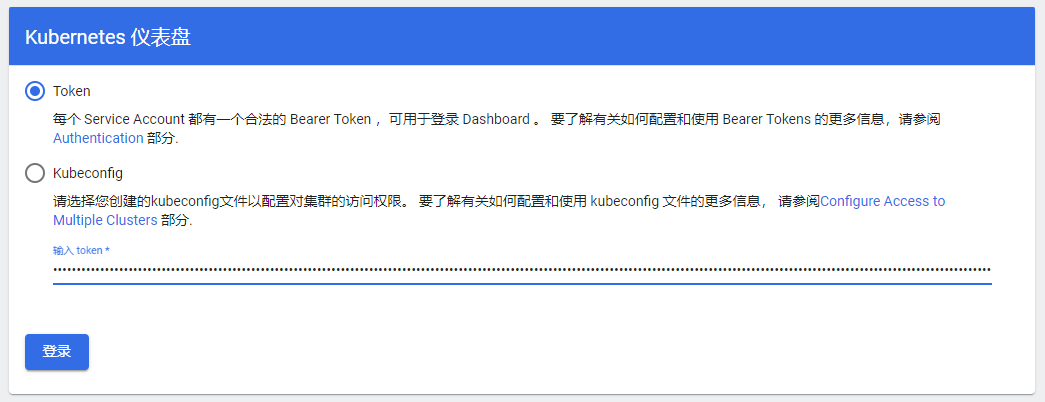 Kubernetes 仪表盘
Token
每个 Service Account 都有一个合法的 Bearer Token ，可用于登录 Dashboard 。 要了解有关如何配置和使用 Bearer Tokens 的更多信息，请参阅
Authentication 部分.
Kubeconfig
请选择您创建的kubeconfig文件以配置对集群的访问权限。 要了解有关如何配置和使用 kubeconfig 文件的更多信息， 请参阅Configure Access to
Multiple Clusters 部分.
输入 token *
登录